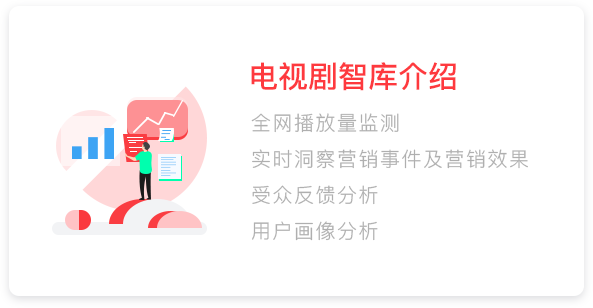 电视剧智库介绍
全网播放量监测
实时洞察营销事件及营销效果
受众反馈分析
用户画像分析